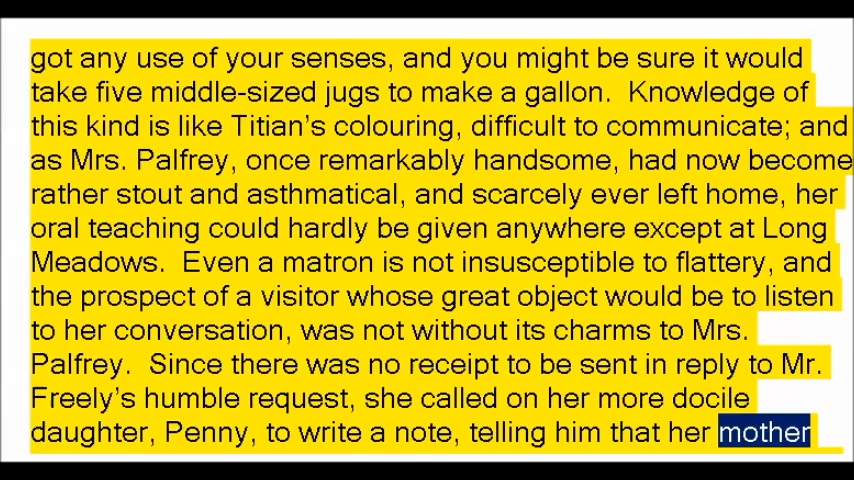 got any use of your senses, and you might be sure it would
take five middle-sized jugs to make a gallon.  Knowledge of
this kind is like Titian's colouring, difficult to communicate; and
as Mrs. Palfrey, once remarkably handsome, had now become
rather stout and asthmatical, and scarcely ever left home, her
oral teaching could hardly be given anywhere except at Long
Meadows.  Even a matron is not insusceptible to flattery, and
the prospect of a visitor whose great object would be to listen
to her conversation, was not without its charms to Mrs.
Palfrey.  Since there was no receipt to be sent in reply to Mr.
Freely's humble request, she called on her more docile
daughter, Penny, to write a note, telling him that her mother